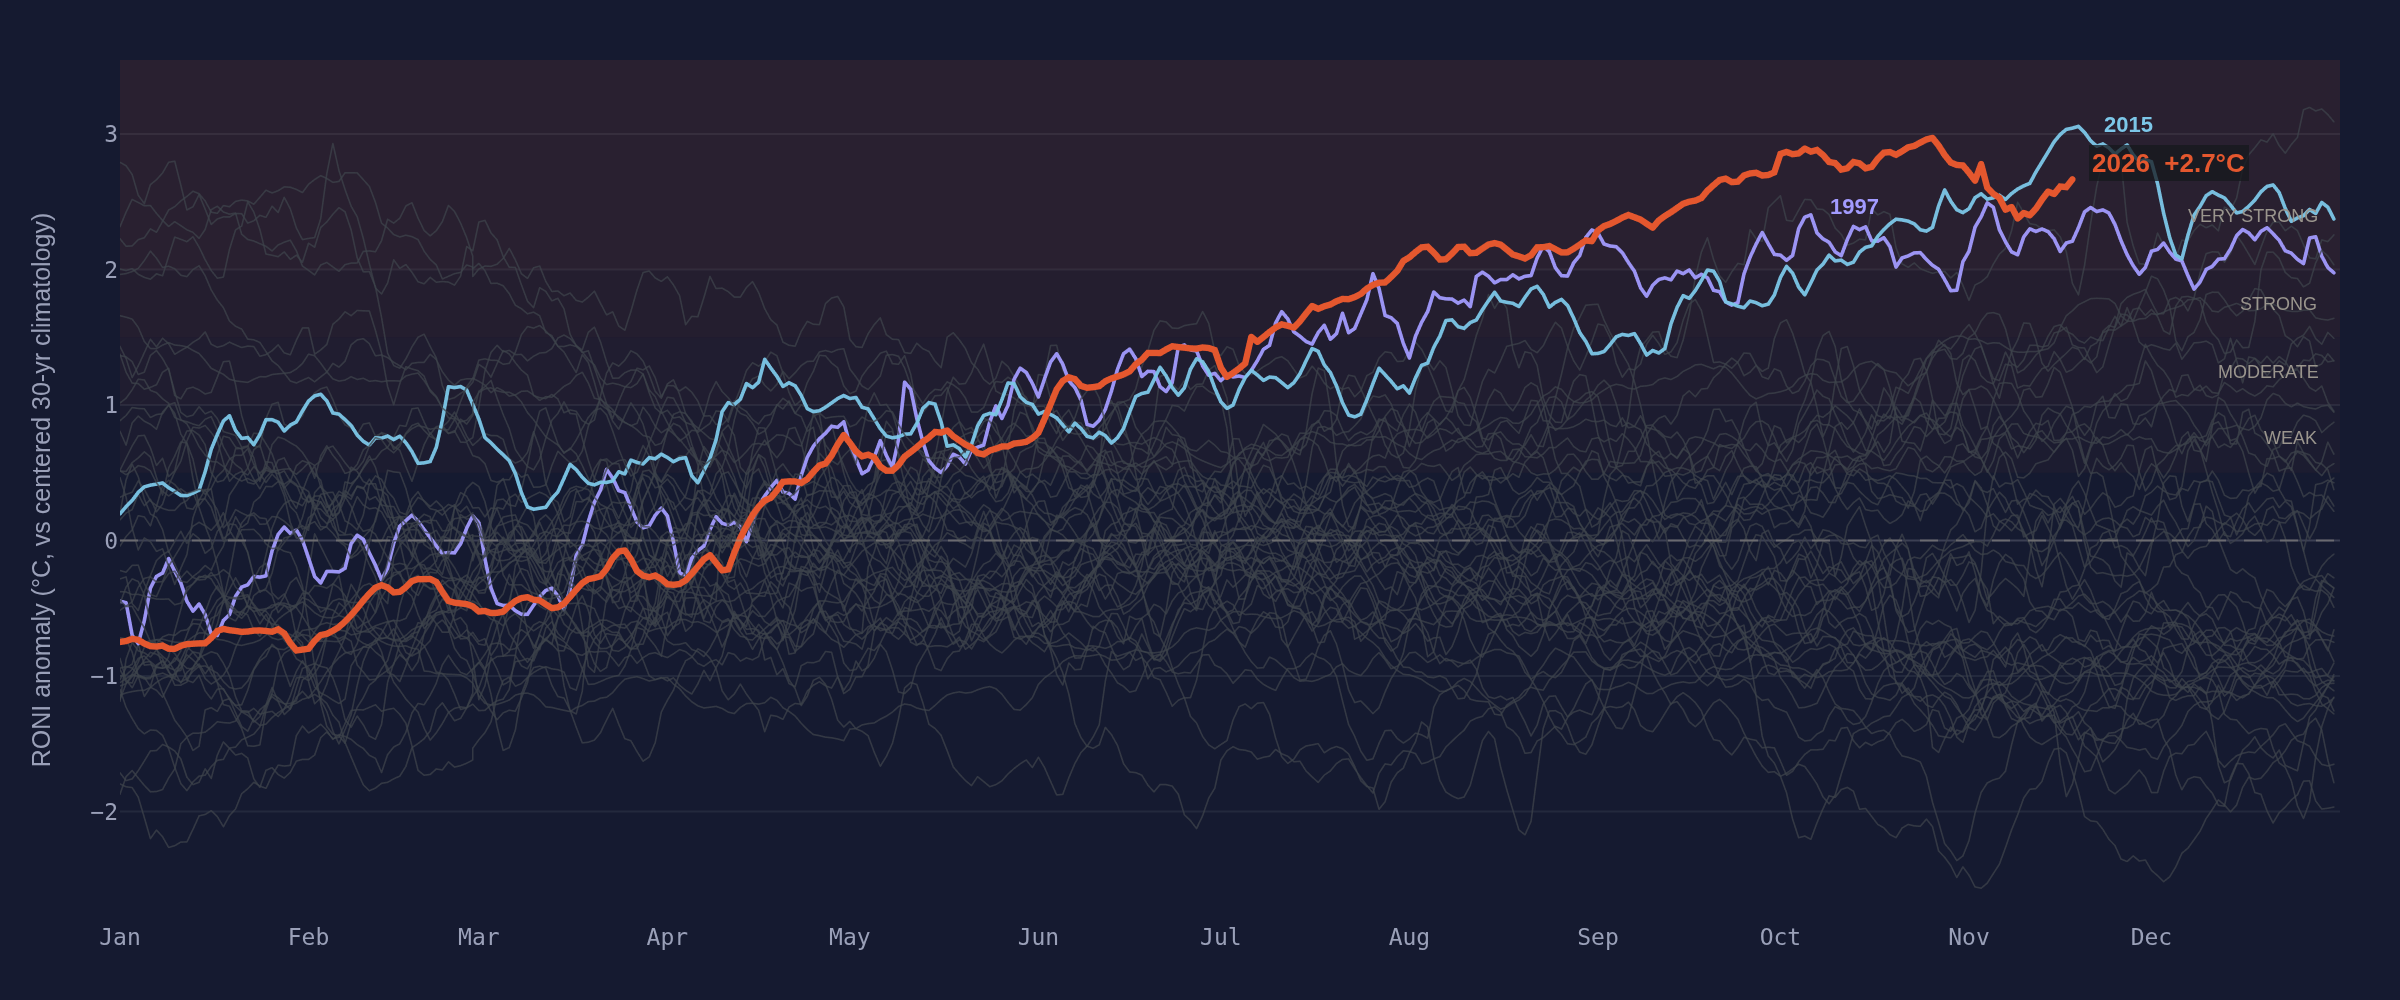 RONI anomaly (°C, vs centered 30-yr climatology)
3
2
1
0
−1
−2
2015
2026 +2.7°C
1997
VERY STRONG
STRONG
MODERATE
WEAK
Jan Feb Mar Apr May Jun Jul Aug Sep Oct Nov Dec